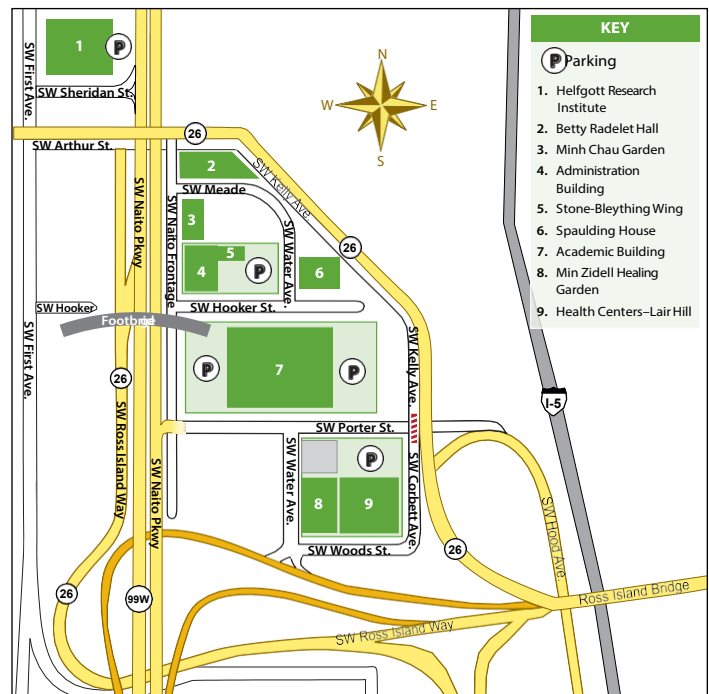 KEY
P Parking
1. Helfgott Research
Institute
2. Betty Radelet Hall
3. Minh Chau Garden
4. Administration
Building
5. Stone-Bleything Wing
6. Spaulding House
7. Academic Building
8. Min Zidell Healing
Garden
9. Health Centers–Lair Hill
N
W E
S
1
P
SW First Ave.
SW Sheridan St.
26
SW Arthur St.
2
SW Kelly Ave.
SW Meade
SW Naito Pkwy
SW Naito Frontage
3
SW Water Ave.
26
5
4
P
6
SW Hooker
SW Hooker St.
SW First Ave.
P
7
P
SW Kelly Ave.
26
I-5
SW Ross Island Way
SW Porter St.
SW Naito Pkwy
SW Water Ave.
P
8
9
SW Corbett Ave.
SW Hood Ave.
SW Woods St.
26
26
99W
Ross Island Bridge
SW Ross Island Way